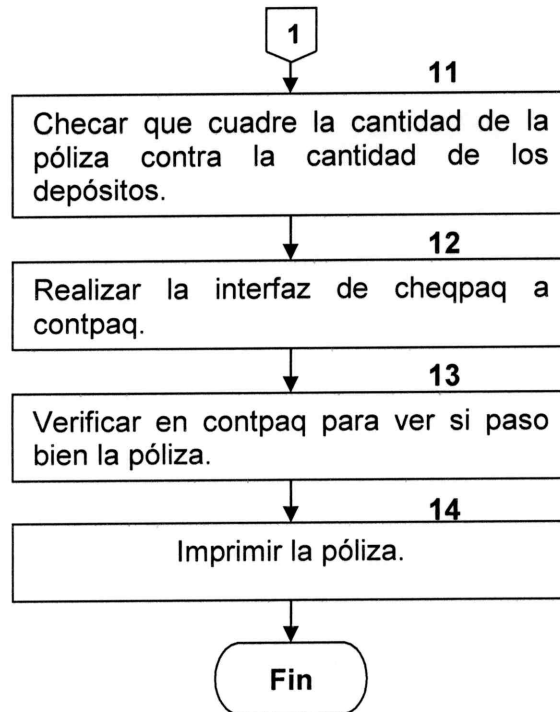 1
11
Checar que cuadre la cantidad de la
póliza contra la cantidad de los
depósitos.
12
Realizar la interfaz de cheqpaq a
contpaq.
13
Verificar en contpaq para ver si paso
bien la póliza.
14
Imprimir la póliza.
Fin